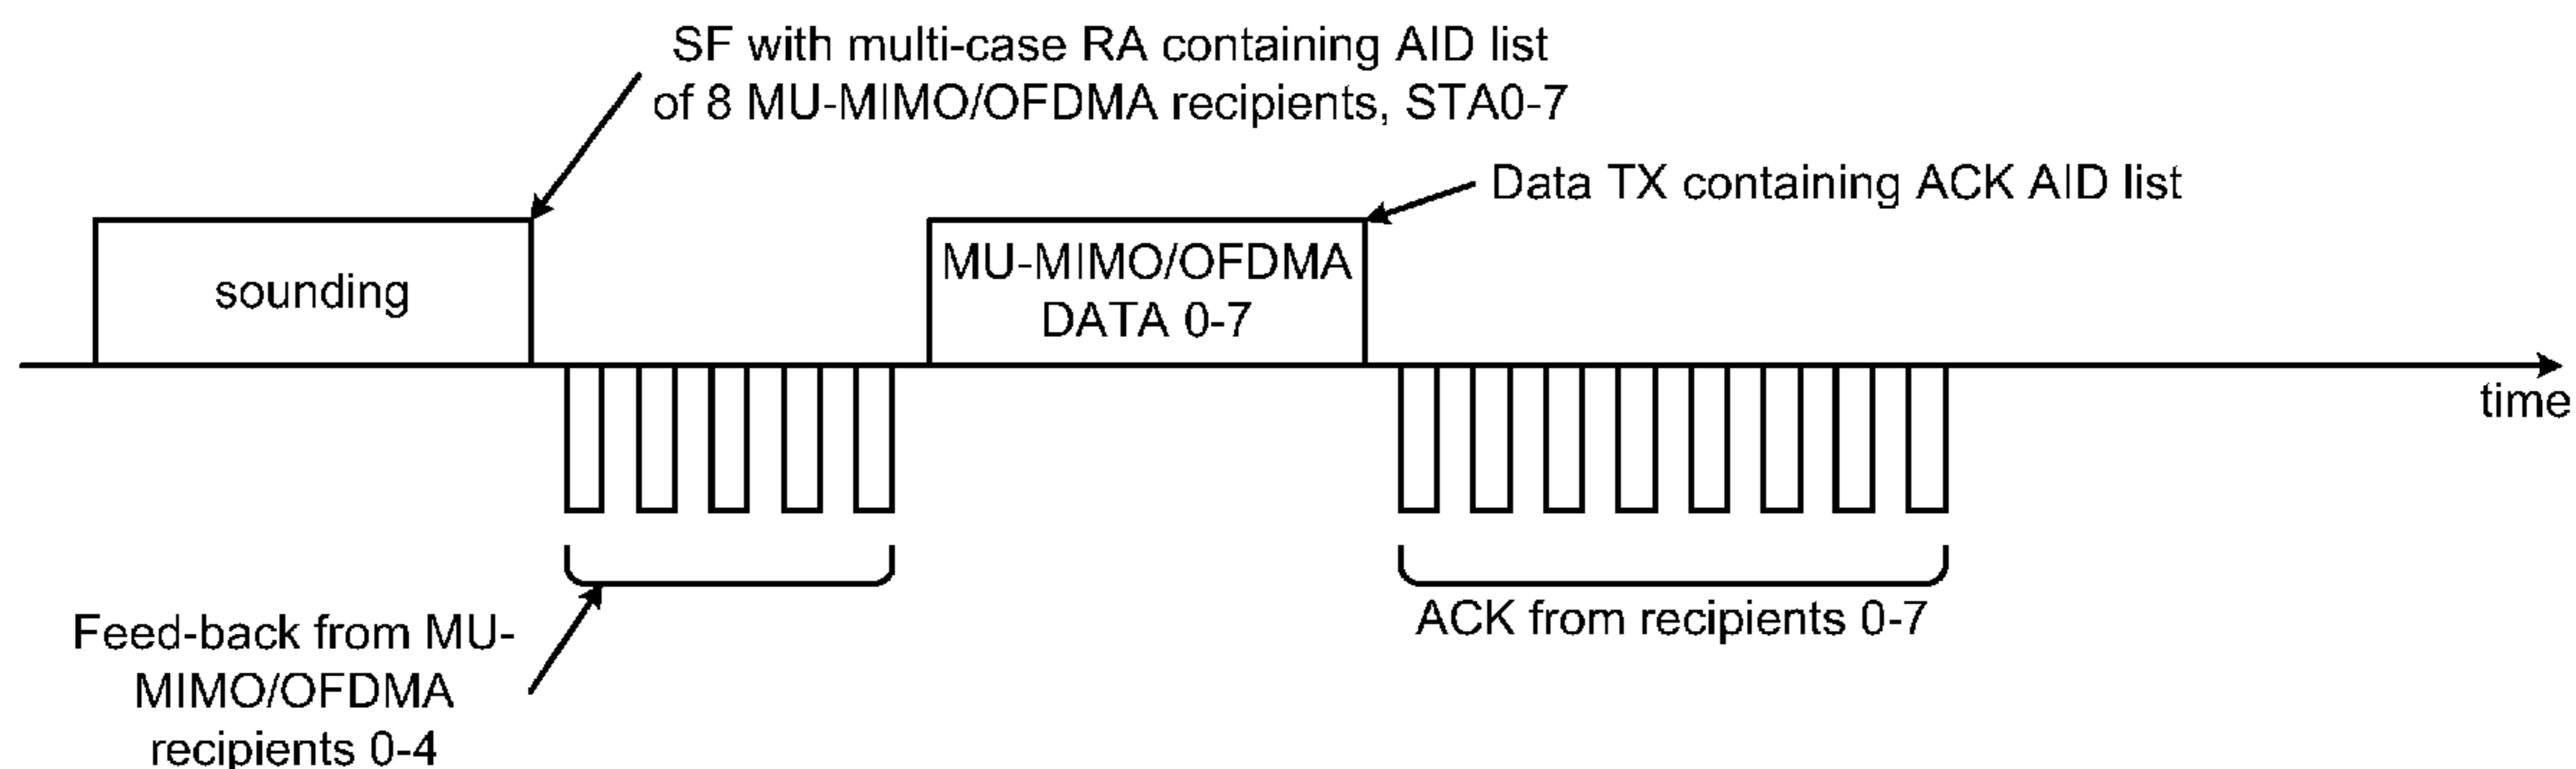 SF with multi-case RA containing AID list
of 8 MU-MIMO/OFDMA recipients, STA0-7
Data TX containing ACK AID list
sounding
MU-MIMO/OFDMA
DATA 0-7
time
Feed-back from MU-
MIMO/OFDMA
recipients 0-4
ACK from recipients 0-7